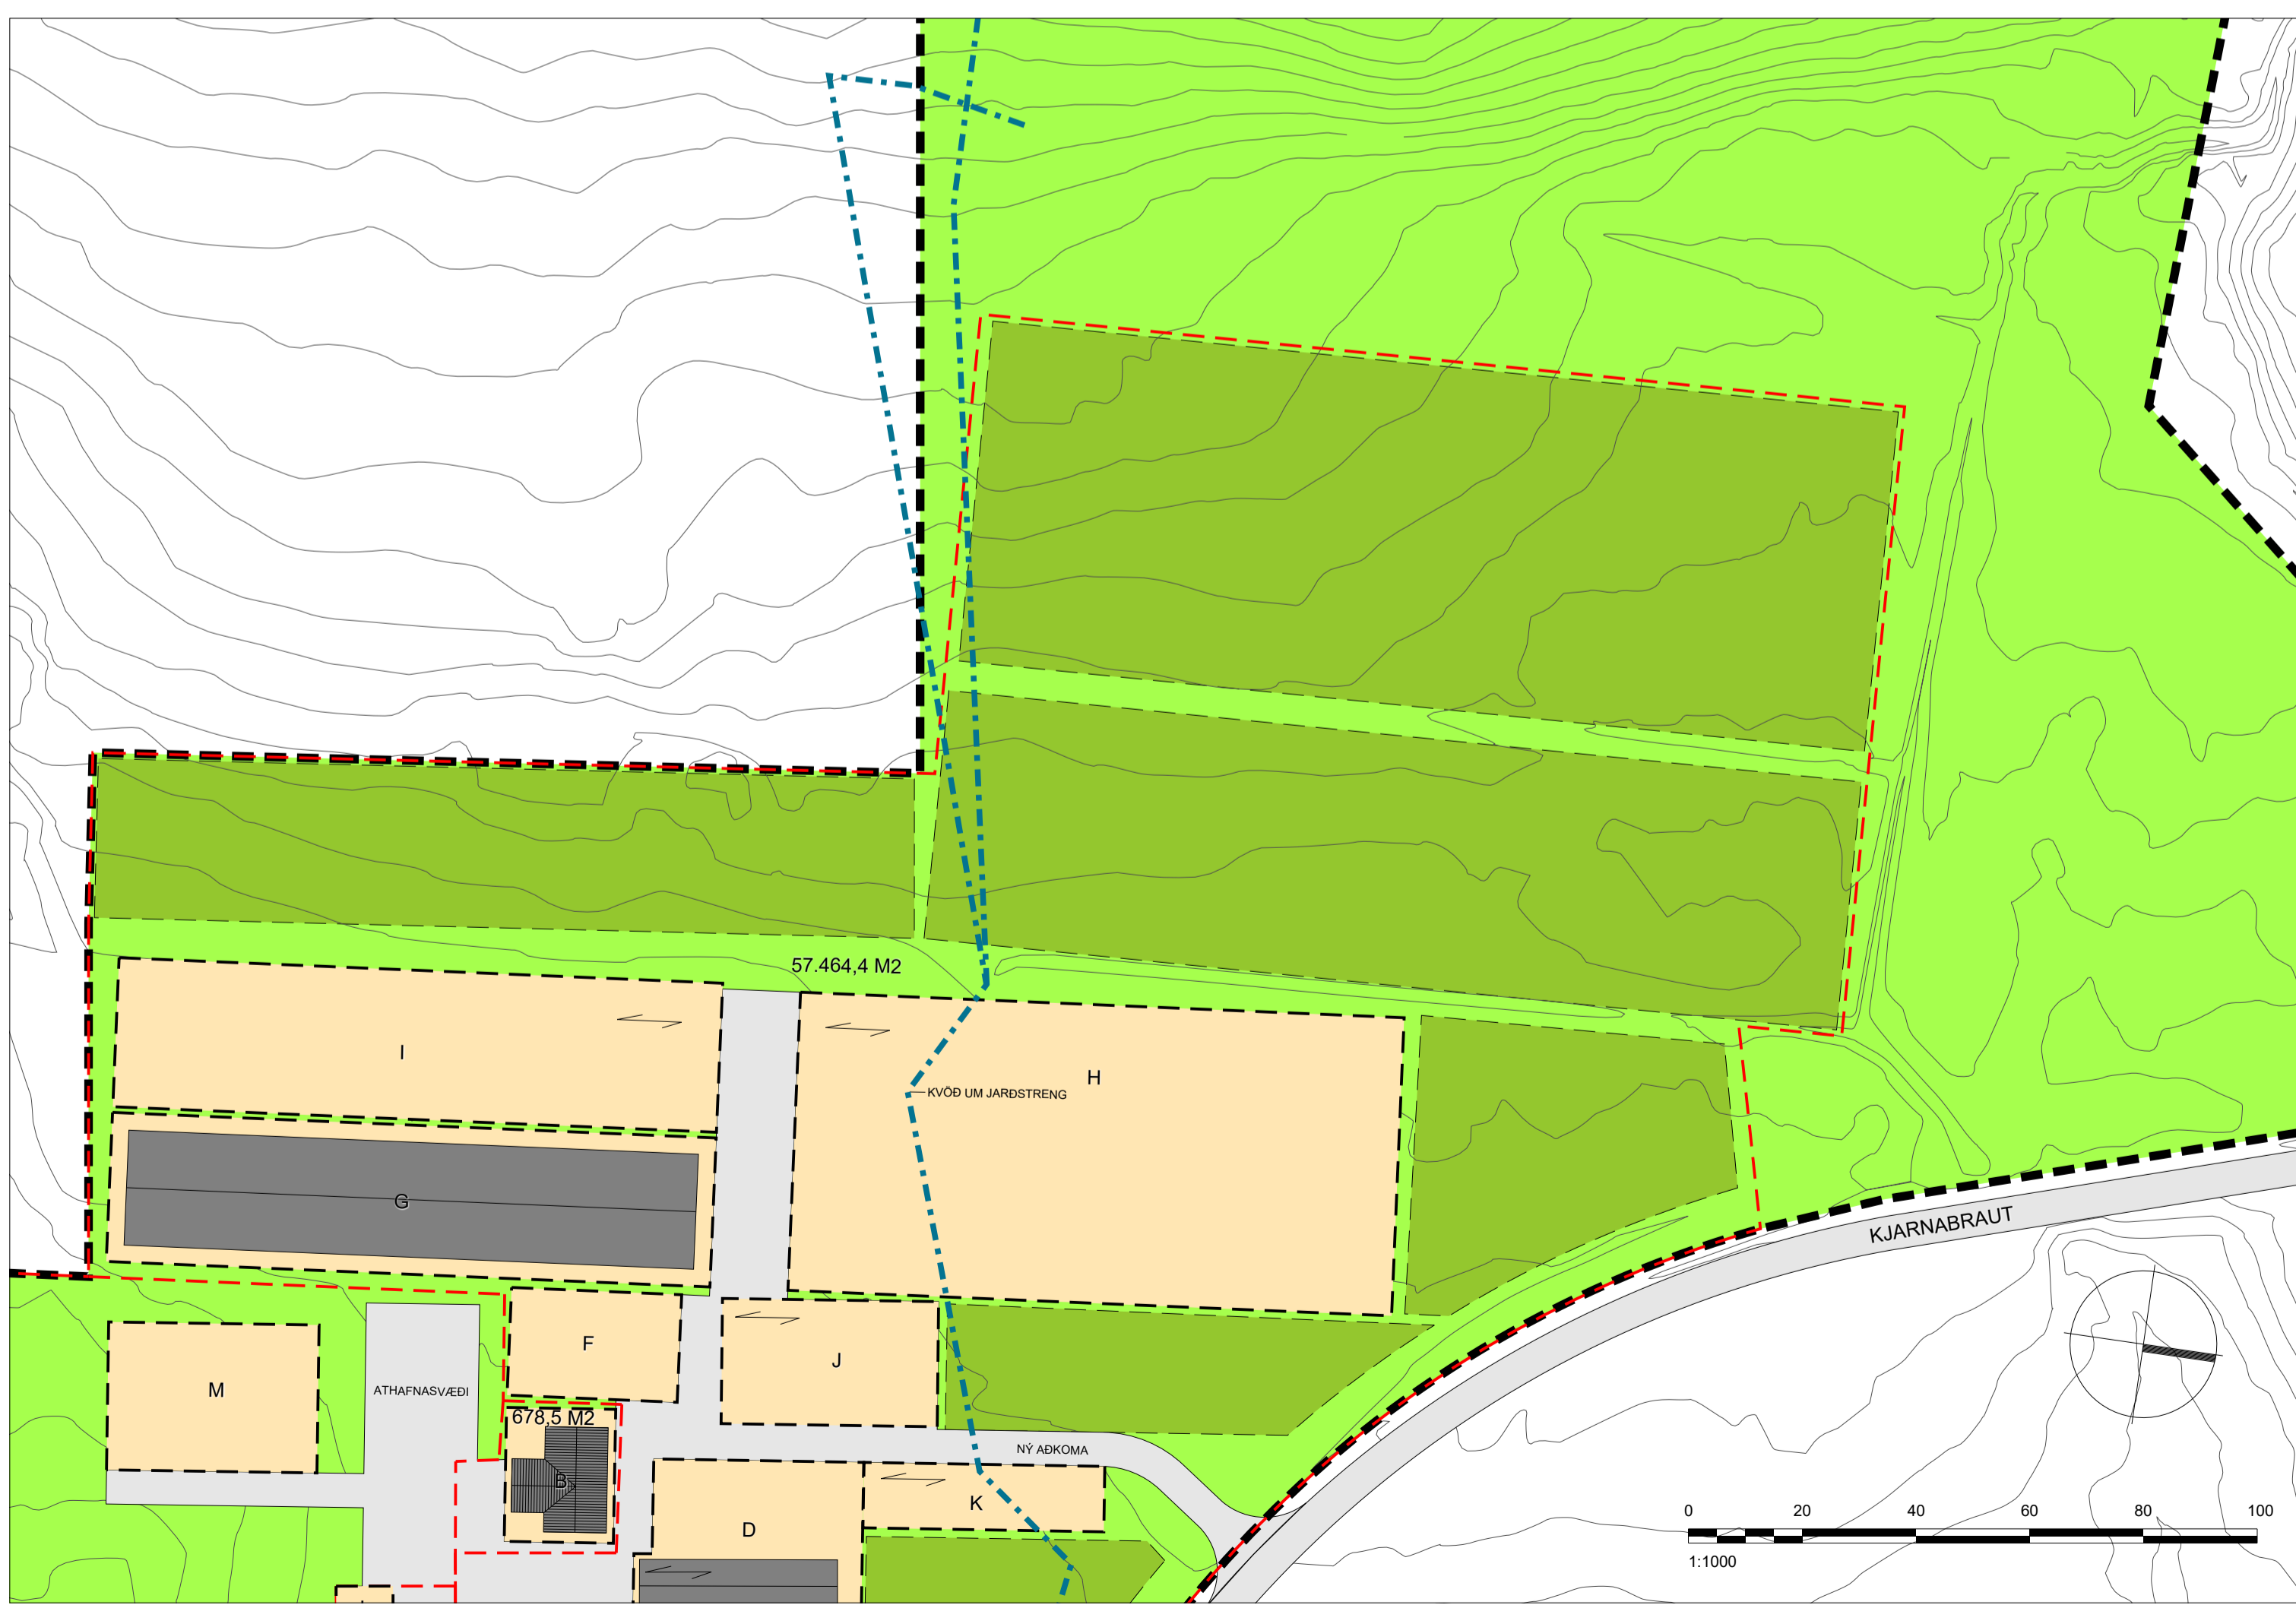 57.464,4 M2
I
H
KVÖÐ UM JARÐSTRENG
G
KJARNABRAUT
F
J
M
ATHAFNASVÆÐI
678,5 M2
NÝ AÐKOMA
B
K
D
0 20 40 60 80 100
1:1000